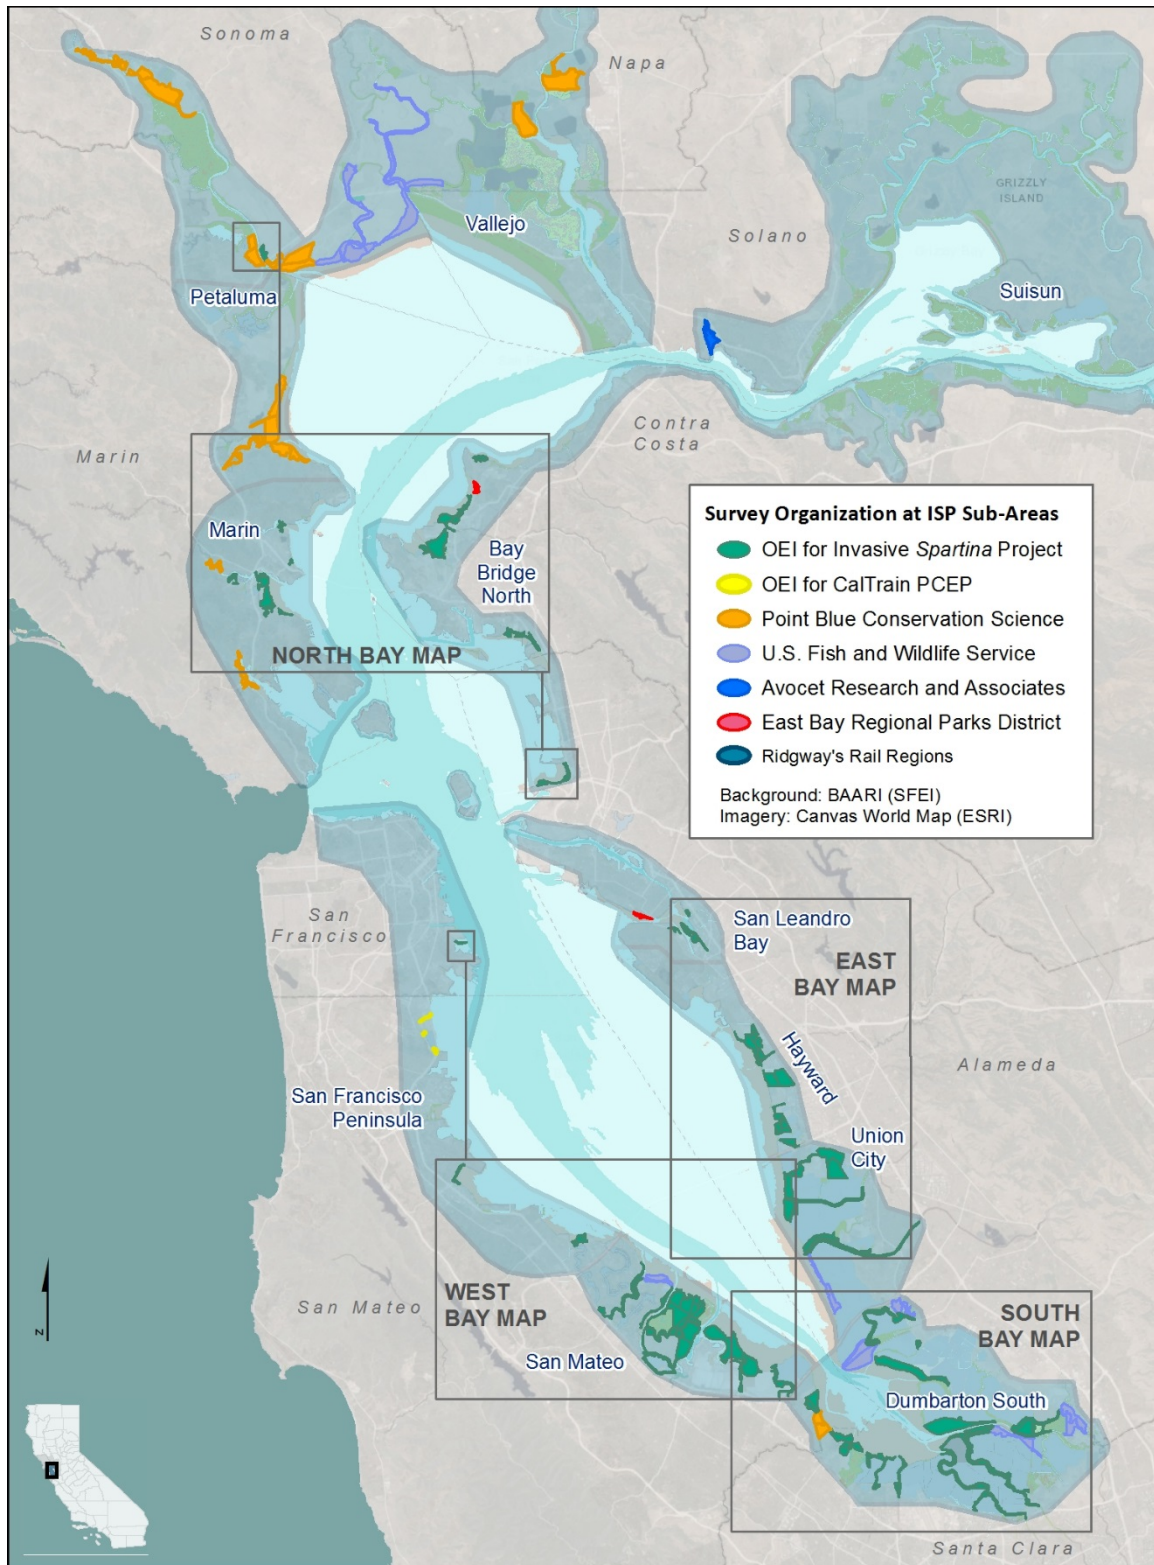 Sonoma
Napa
GRIZZLY
ISLAND
Vallejo
Solano
Petaluma
Suisun
Contra
Costa
Marin
Marin
Bay
Bridge
North
NORTH BAY MAP
Survey Organization at ISP Sub-Areas
OEI for Invasive Spartina Project
OEI for CalTrain PCEP
Point Blue Conservation Science
U.S. Fish and Wildlife Service
Avocet Research and Associates
East Bay Regional Parks District
Ridgway's Rail Regions
Background: BAARI (SFEI)
Imagery: Canvas World Map (ESRI)
San
Francisco
San Leandro
Bay
EAST
BAY MAP
Hayward
Alameda
San Francisco
Peninsula
Union
City
San Mateo
WEST
BAY MAP
San Mateo
SOUTH
BAY MAP
Dumbarton South
Santa Clara
N